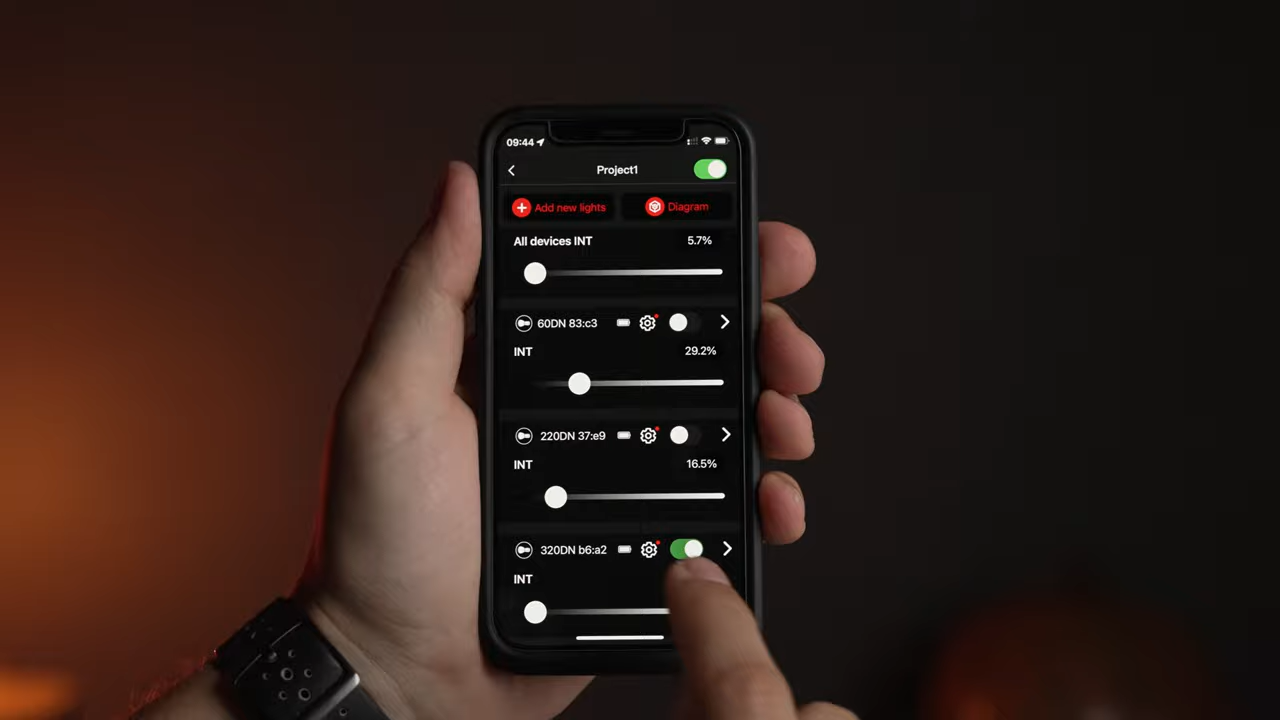 09:44
Project1
Add new lights
Diagram
All devices INT 5.7%
60DN 83:c3
INT 29.2%
220DN 37:e9
INT 16.5%
320DN b6:a2
INT